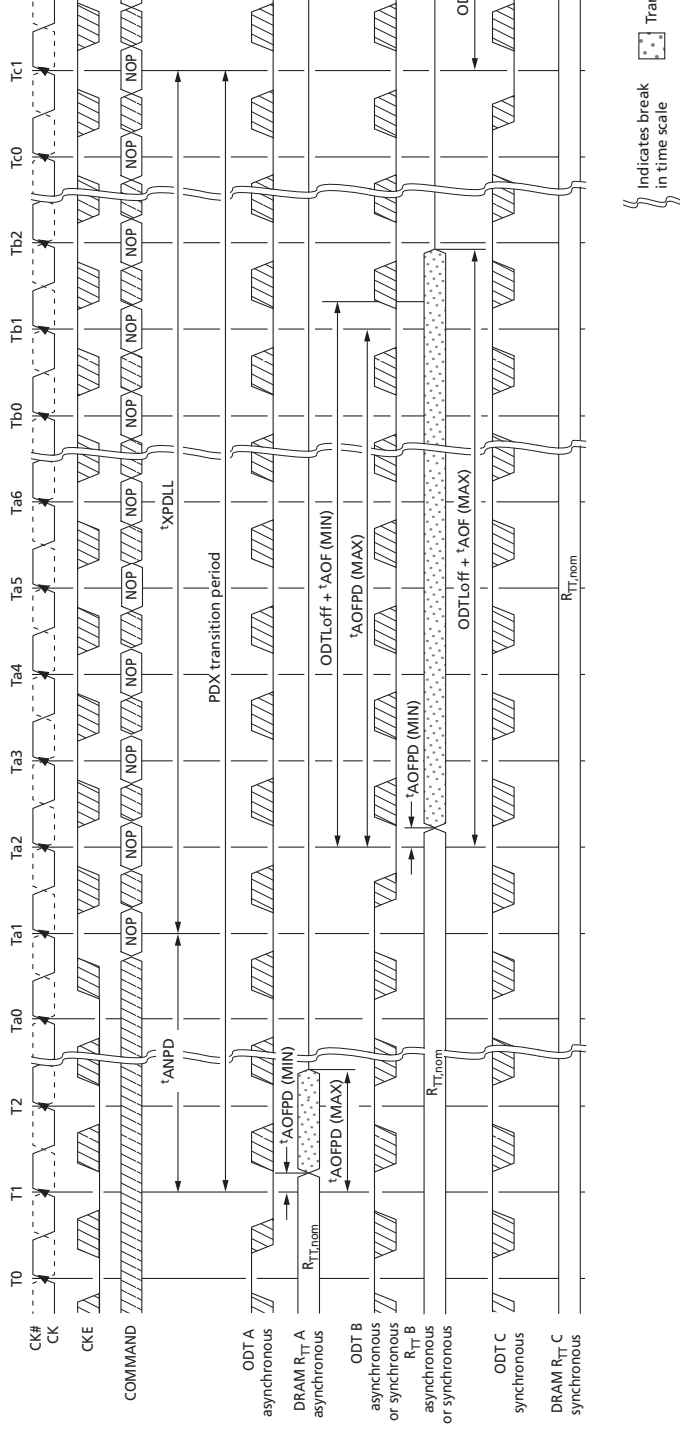 T0
T1
T2
Ta0
Ta1
Ta2
Ta3
Ta4
Ta5
Ta6
Tb0
Tb1
Tb2
Tc0
Tc1
CK#
CK
CKE
COMMAND
NOP
NOP
NOP
NOP
NOP
NOP
NOP
NOP
NOP
NOP
NOP
tANPD
tXPDLL
PDX transition period
ODT A
asynchronous
DRAM RTT A
asynchronous
RTT,nom
tAOFPD (MIN)
tAOFPD (MAX)
ODTLoff + tAOF (MIN)
tAOFPD (MAX)
ODT B
asynchronous
or synchronous
tAOFPD (MIN)
RTT B
asynchronous
or synchronous
RTT,nom
ODTLoff + tAOF (MAX)
ODT C
synchronous
DRAM RTT C
synchronous
RTT,nom
Indicates break
in time scale